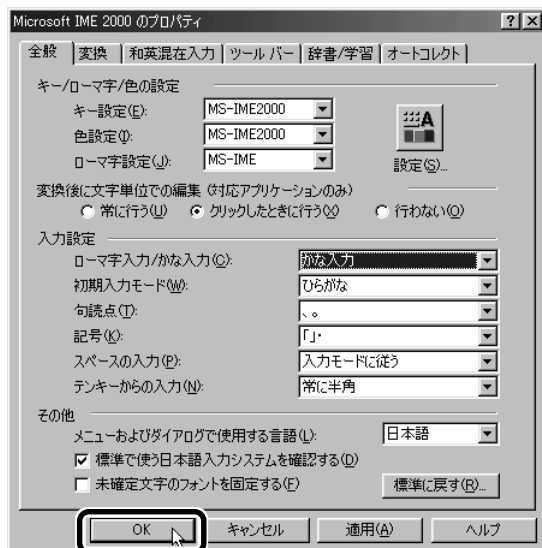 Microsoft IME 2000 のプロパティ
全般 変換 和英混在入力 ツール バー 辞書/学習 オートコレクト
キー/ローマ字/色の設定
キー設定(E): MS-IME2000
色設定(I): MS-IME2000
ローマ字設定(J): MS-IME
設定(S)...
変換後に文字単位での編集 (対応アプリケーションのみ)
常に行う(U) クリックしたときに行う(X) 行わない(O)
入力設定
ローマ字入力/かな入力(C): かな入力
初期入力モード(W): ひらがな
句読点(T): 、。
記号(K): 「」・
スペースの入力(P): 入力モードに従う
テンキーからの入力(N): 常に半角
その他
メニューおよびダイアログで使用する言語(L): 日本語
標準で使う日本語入力システムを確認する(D)
未確定文字のフォントを固定する(F) 標準に戻す(R)...
OK キャンセル 適用(A) ヘルプ